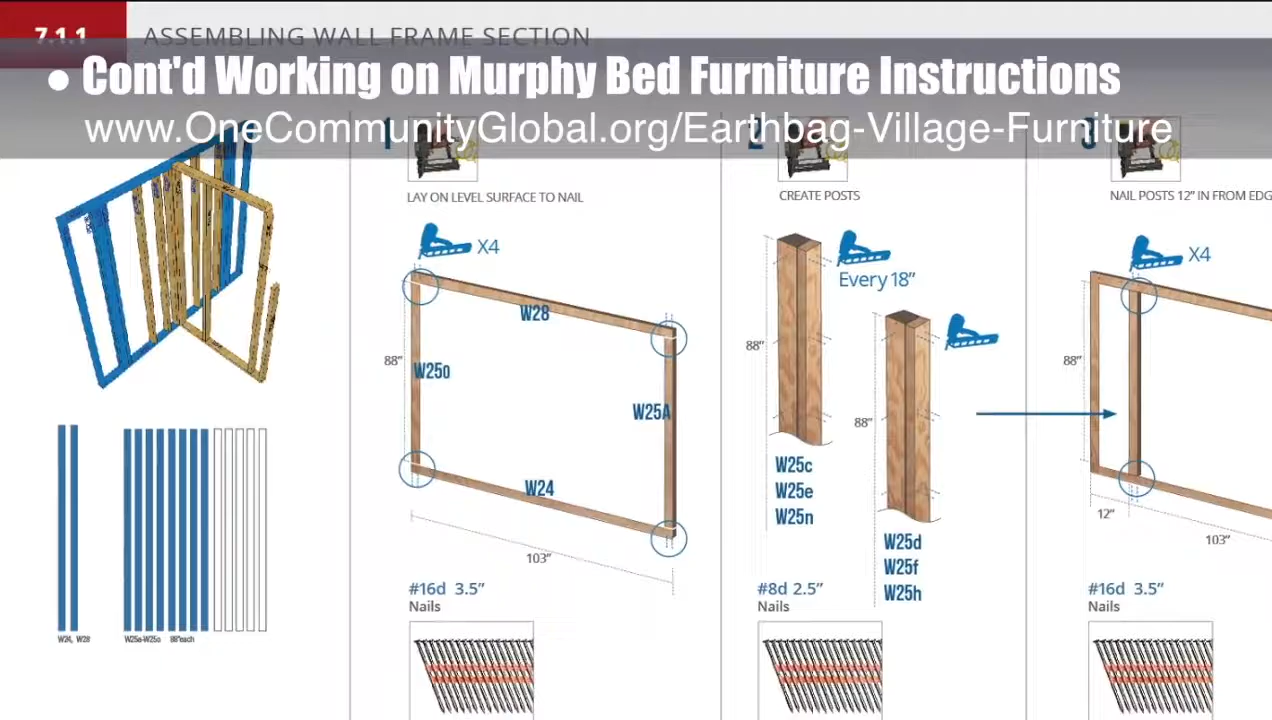 7.1.1 ASSEMBLING WALL FRAME SECTION
• Cont'd Working on Murphy Bed Furniture Instructions
www.OneCommunityGlobal.org/Earthbag-Village-Furniture
1
LAY ON LEVEL SURFACE TO NAIL
X4
W28
88”
W25o
W25A
W24
103”
#16d 3.5”
Nails
2
CREATE POSTS
Every 18”
88”
88”
W25c
W25e
W25n
W25d
W25f
W25h
#8d 2.5”
Nails
3
NAIL POSTS 12” IN FROM EDG
X4
88”
12”
103”
#16d 3.5”
Nails
W24, W28
W25a-W25o 88”each